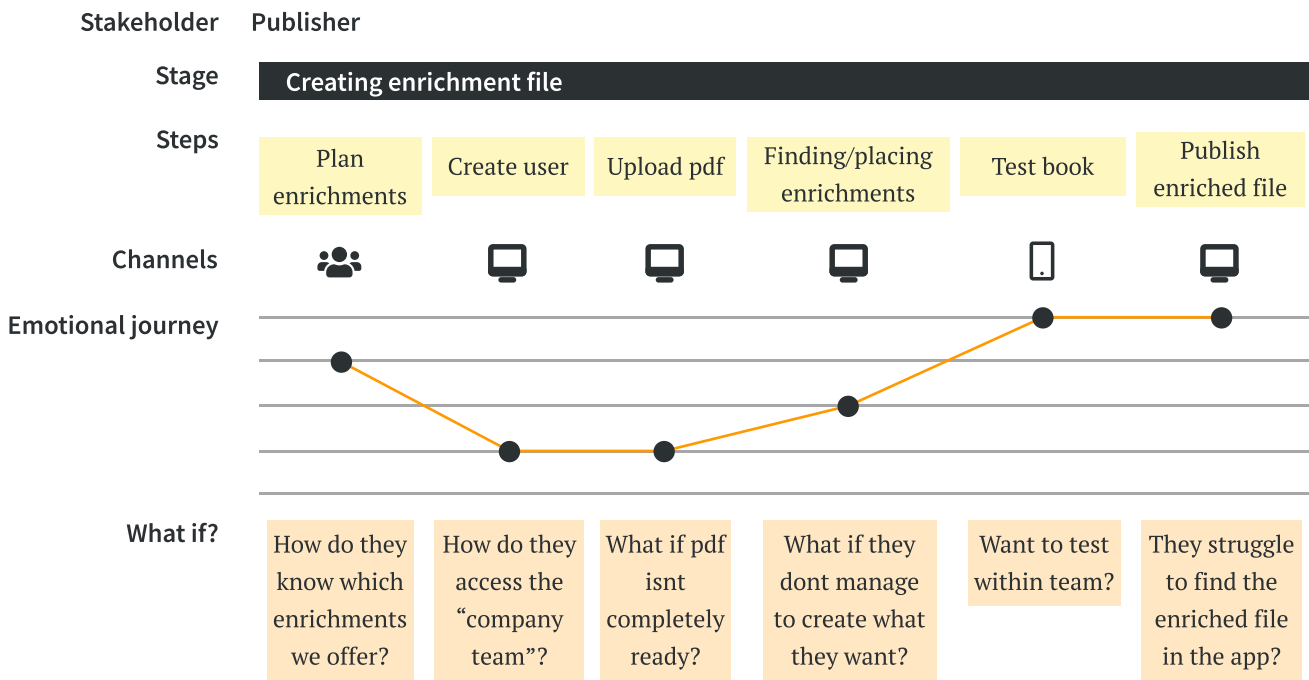 Stakeholder Publisher
Stage Creating enrichment file
Steps
Plan
enrichments
Create user
Upload pdf
Finding/placing
enrichments
Test book
Publish
enriched file
Channels
Emotional journey
What if?
How do they
know which
enrichments
we offer?
How do they
access the
“company
team”?
What if pdf
isnt
completely
ready?
What if they
dont manage
to create what
they want?
Want to test
within team?
They struggle
to find the
enriched file
in the app?